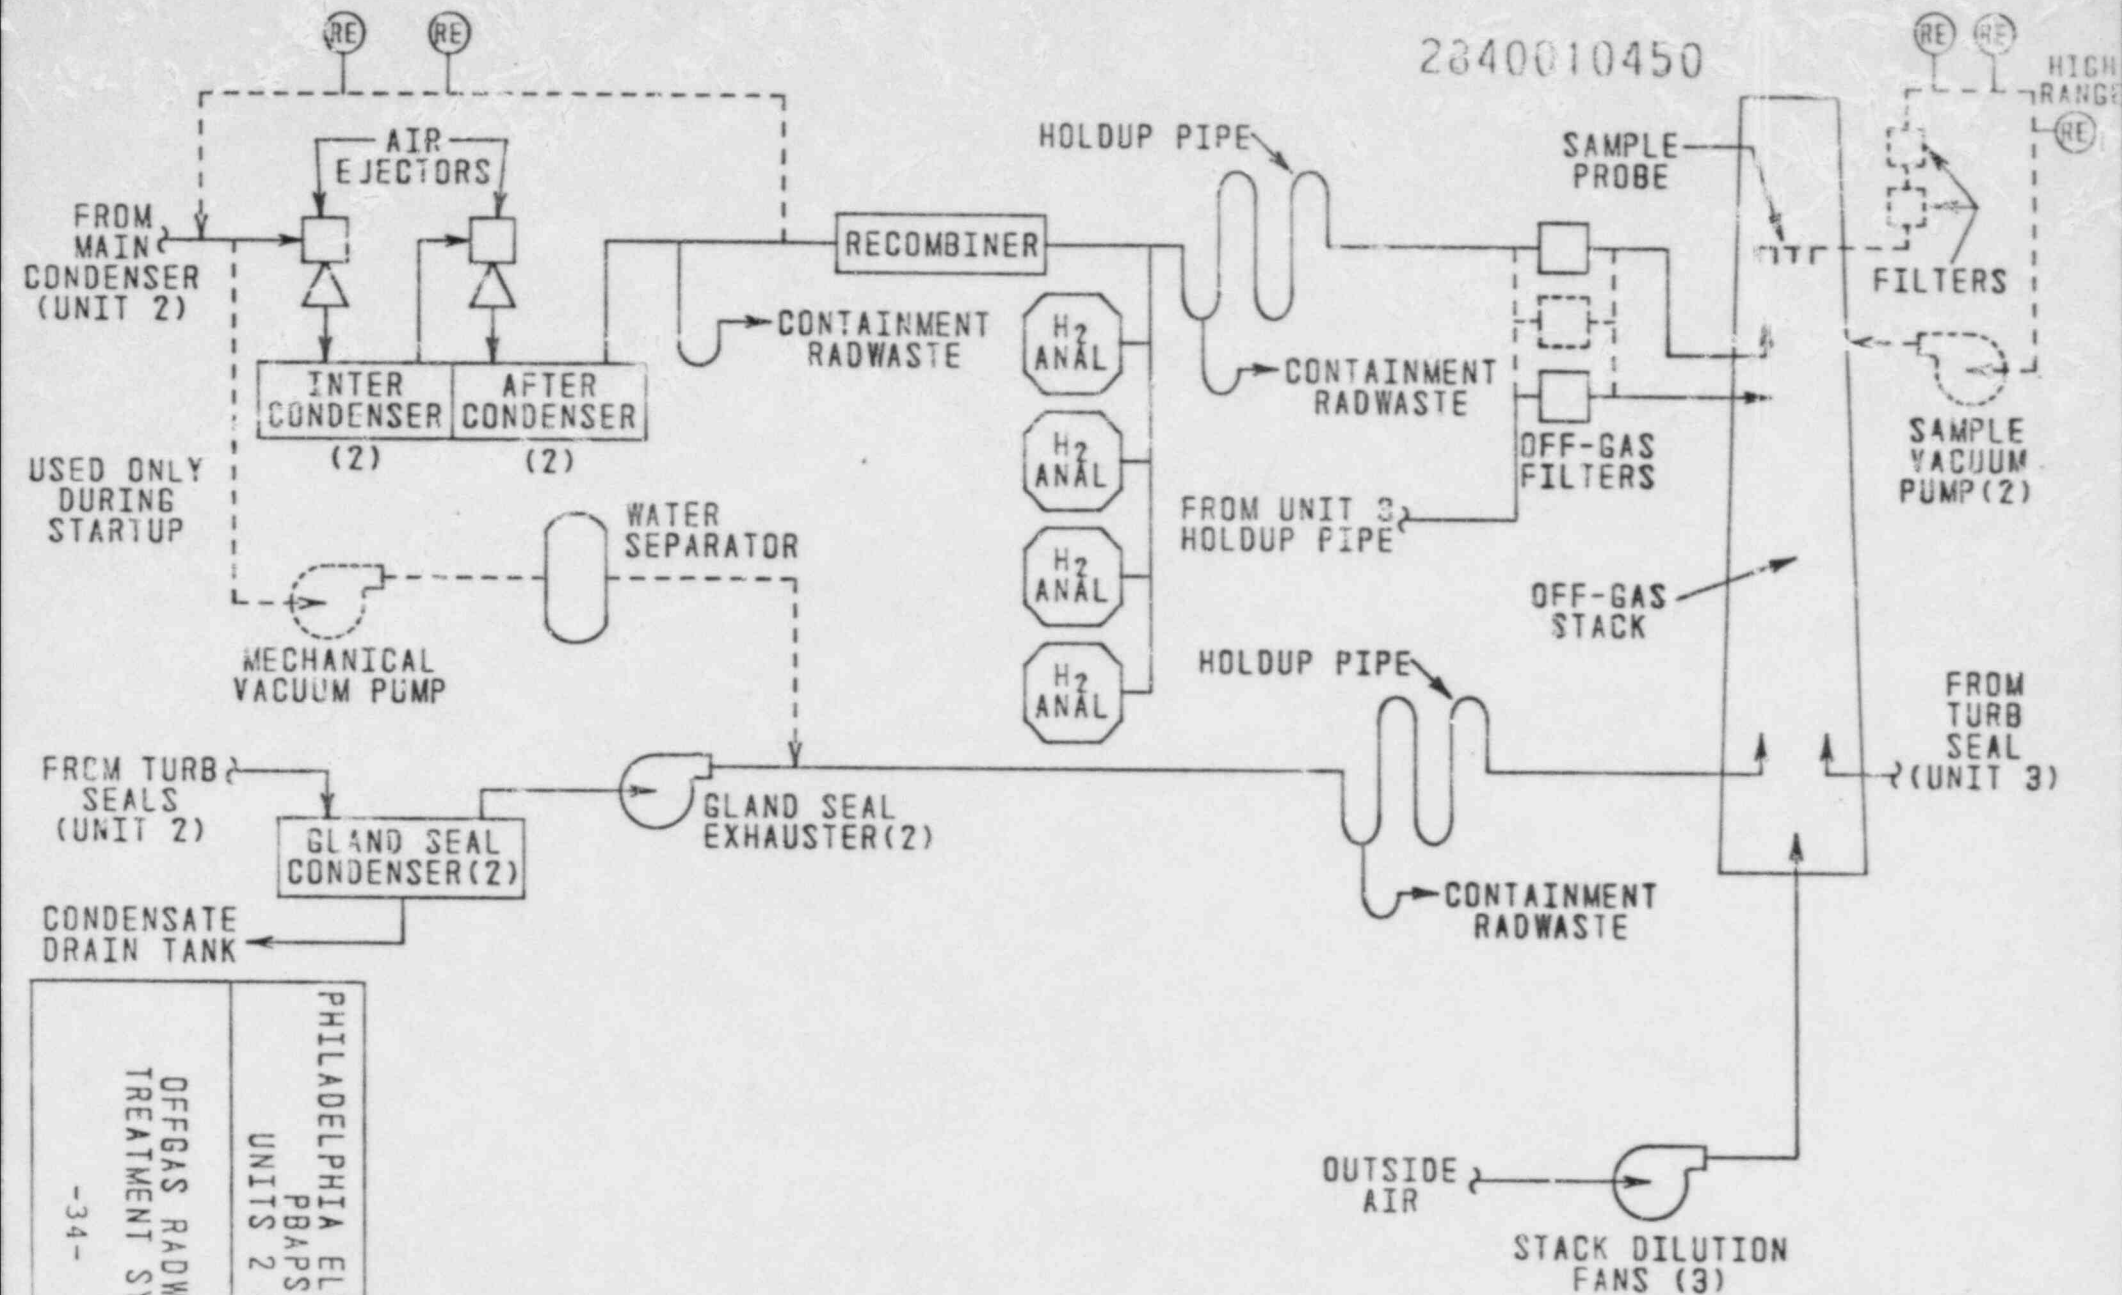 RE
RE
2840010450
RE
RE
HIGH
RANGE
RE
AIR
EJECTORS
HOLDUP PIPE
SAMPLE
PROBE
FROM
MAIN
CONDENSER
(UNIT 2)
RECOMBINER
FILTERS
CONTAINMENT
RADWASTE
H2
ANAL
CONTAINMENT
RADWASTE
INTER
CONDENSER
(2)
AFTER
CONDENSER
(2)
OFF-GAS
FILTERS
SAMPLE
VACUUM
PUMP(2)
H2
ANAL
USED ONLY
DURING
STARTUP
WATER
SEPARATOR
FROM UNIT 3
HOLDUP PIPE
H2
ANAL
OFF-GAS
STACK
MECHANICAL
VACUUM PUMP
H2
ANAL
HOLDUP PIPE
FROM
TURB
SEAL
(UNIT 3)
FROM TURB
SEALS
(UNIT 2)
GLAND SEAL
CONDENSER(2)
GLAND SEAL
EXHAUSTER(2)
CONTAINMENT
RADWASTE
CONDENSATE
DRAIN TANK
OUTSIDE
AIR
STACK DILUTION
FANS (3)
PHILADELPHIA EL
PBAPS
UNITS 2
OFFGAS RADW
TREATMENT
-34-